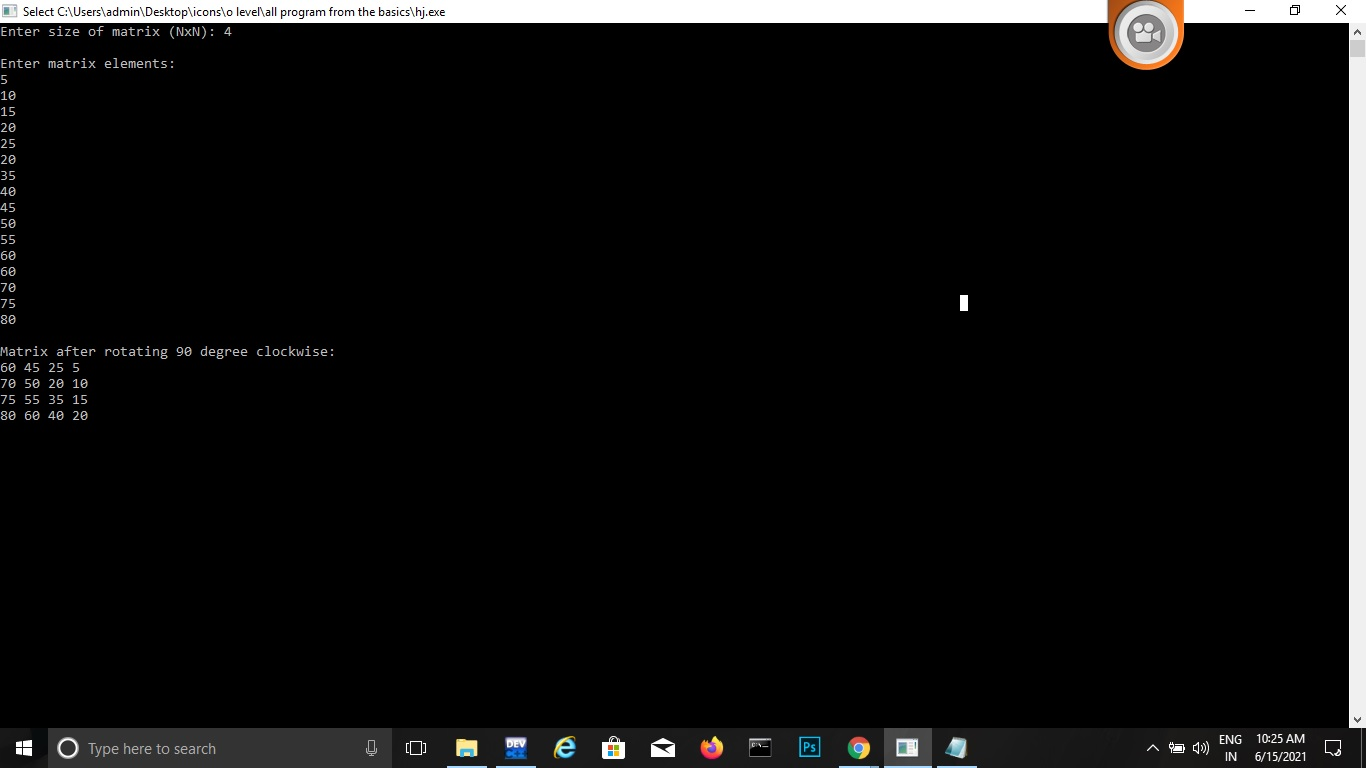 Select C:\Users\admin\Desktop\icons\o level\all program from the basics\hj.exe
Enter size of matrix (NxN): 4
Enter matrix elements:
5
10
15
20
25
20
35
40
45
50
55
60
60
70
75
80
Matrix after rotating 90 degree clockwise:
60 45 25 5
70 50 20 10
75 55 35 15
80 60 40 20
Type here to search
DEV
Ps
ENG
IN
10:25 AM
6/15/2021